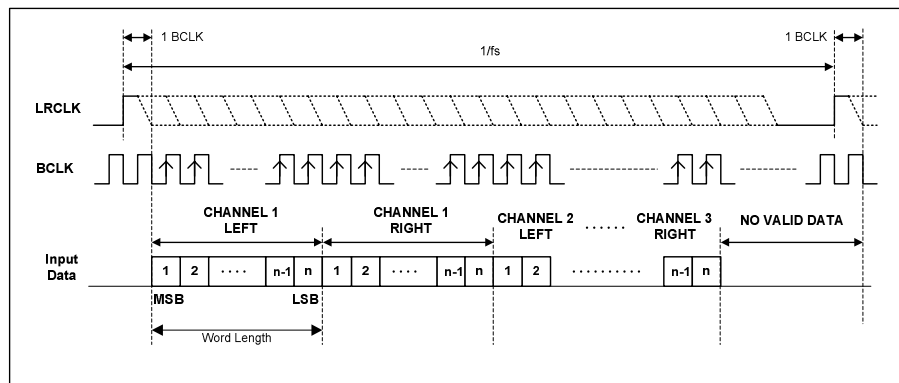 1 BCLK
1 BCLK
1/fs
LRCLK
BCLK
CHANNEL 1
LEFT
CHANNEL 1
RIGHT
CHANNEL 2
LEFT
CHANNEL 3
RIGHT
NO VALID DATA
Input
Data
1 2 n-1 n 1 2 n-1 n 1 2 n-1 n
MSB LSB
Word Length